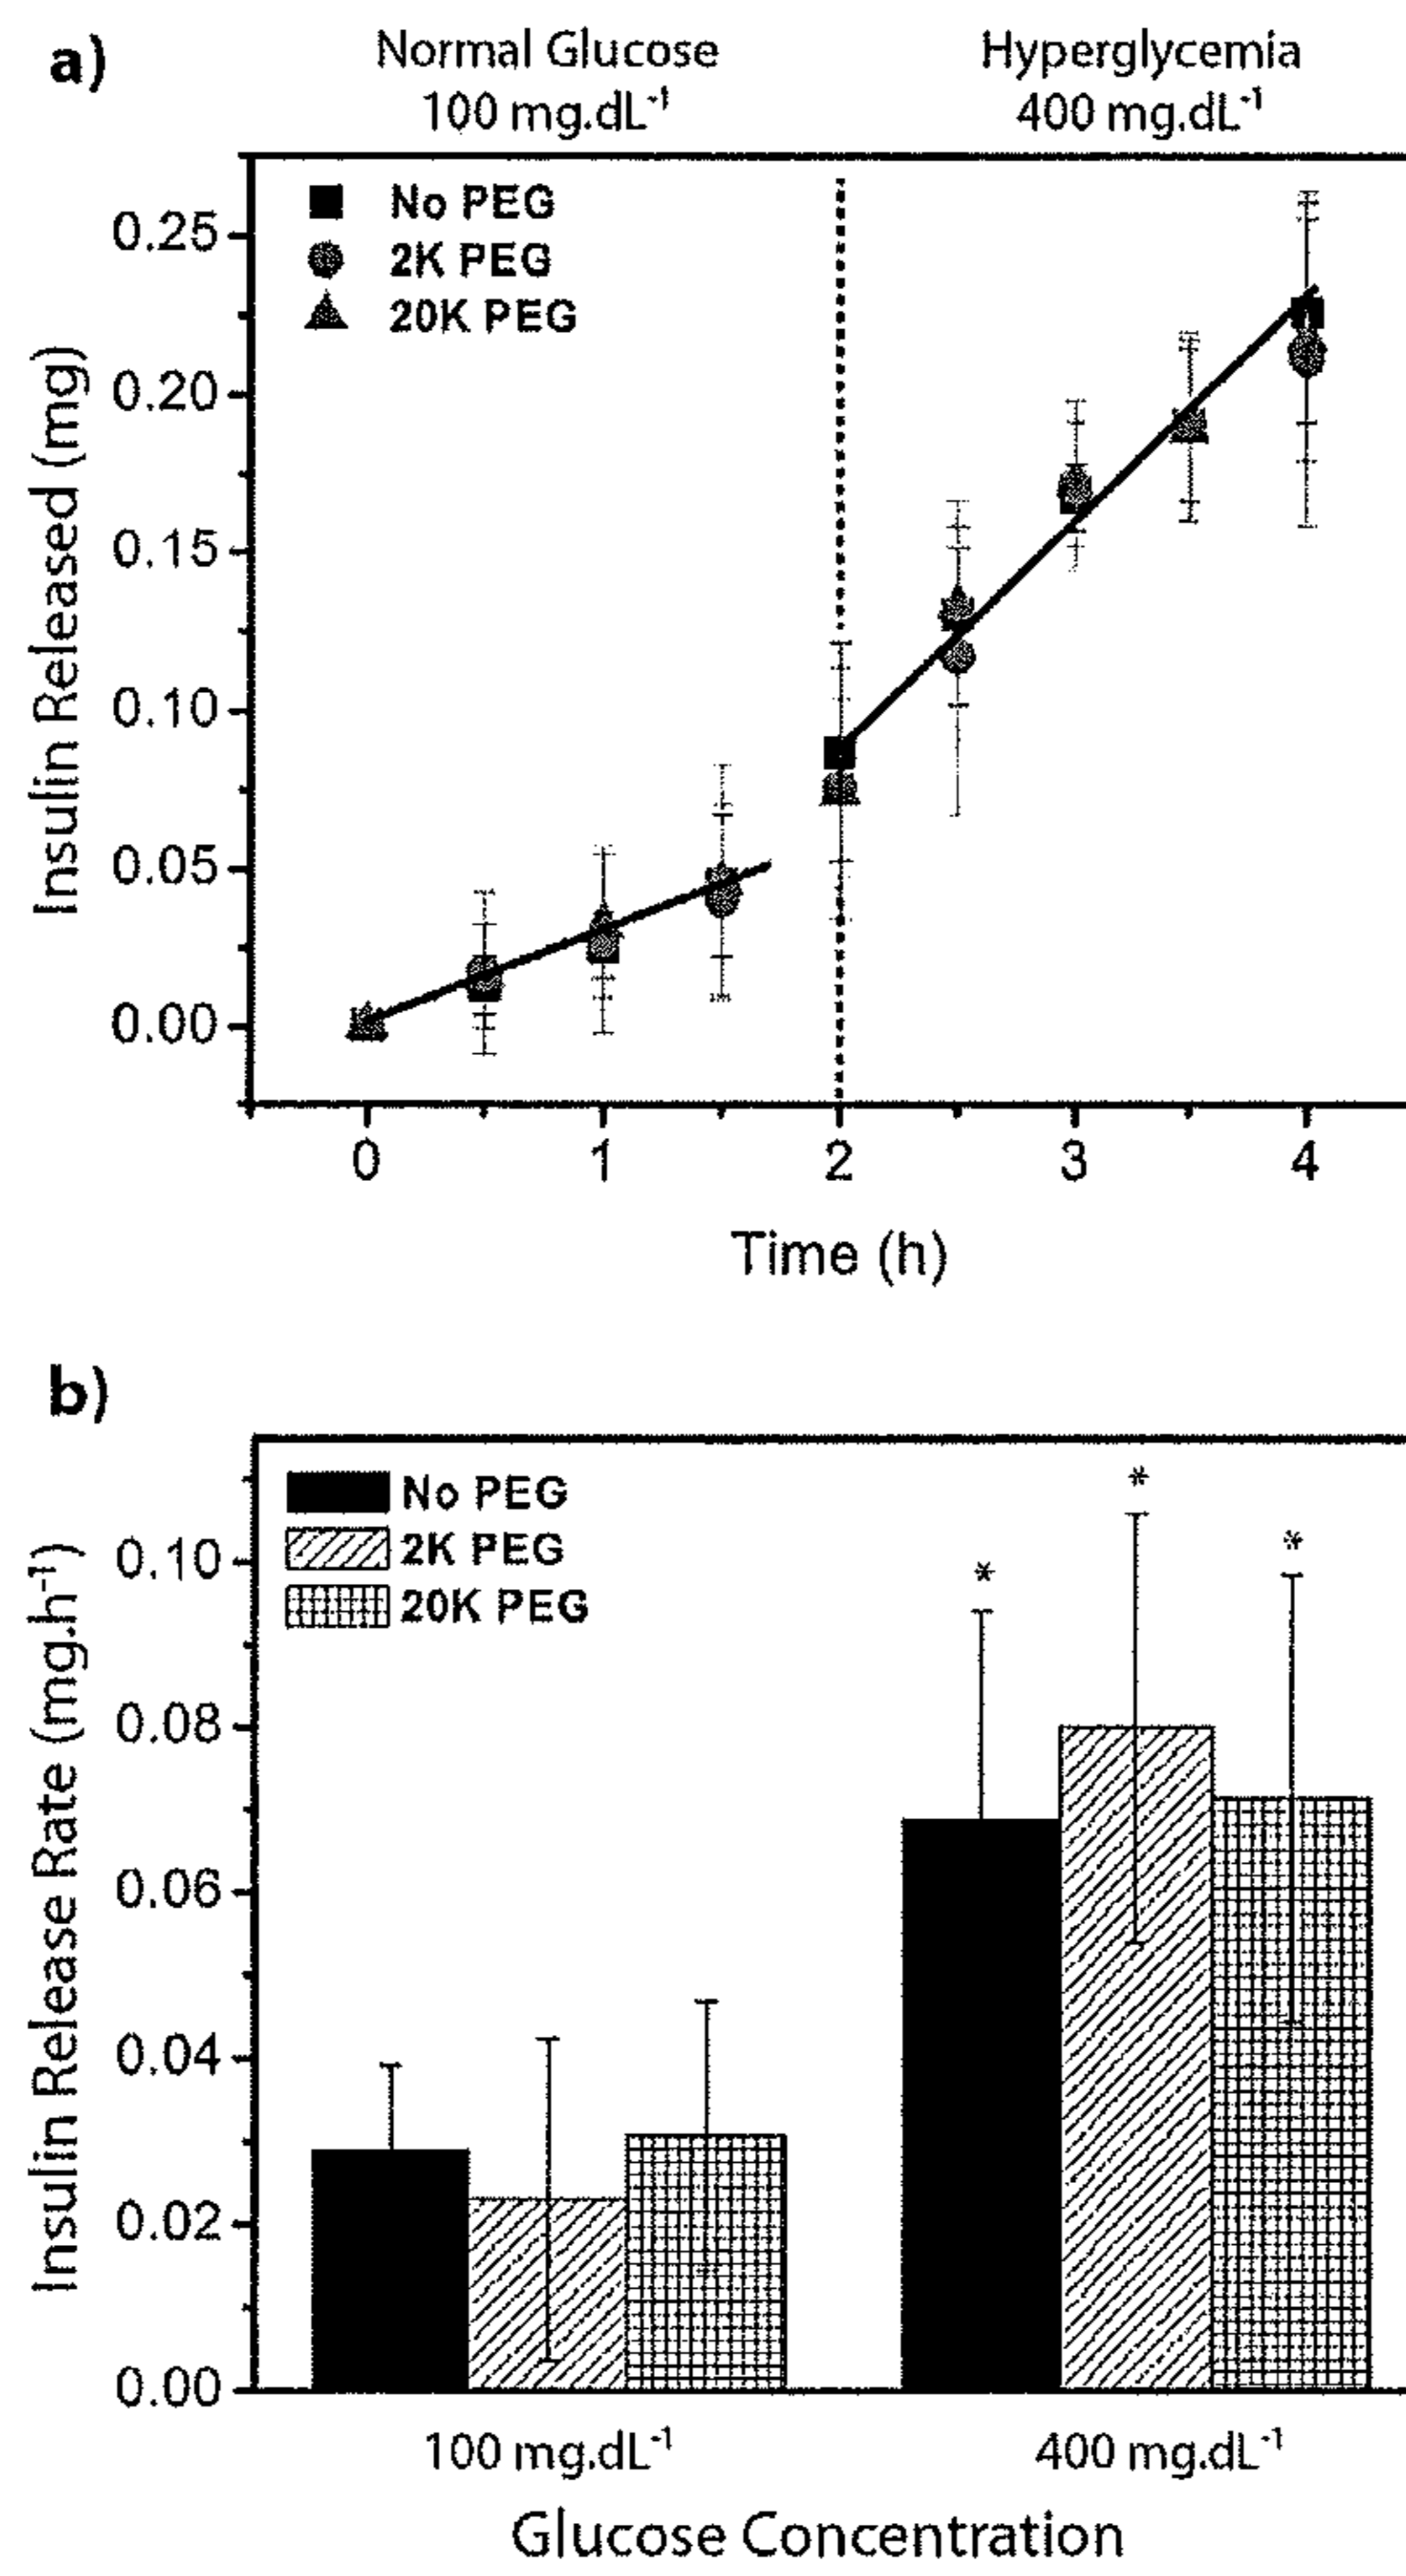 a)
Normal Glucose
100 mg.dL⁻¹
Hyperglycemia
400 mg.dL⁻¹
No PEG
2K PEG
20K PEG
Insulin Released (mg)
0.25
0.20
0.15
0.10
0.05
0.00
0 1 2 3 4
Time (h)
b)
No PEG
2K PEG
20K PEG
* * *
Insulin Release Rate (mg.h⁻¹)
0.10
0.08
0.06
0.04
0.02
0.00
100 mg.dL⁻¹ 400 mg.dL⁻¹
Glucose Concentration